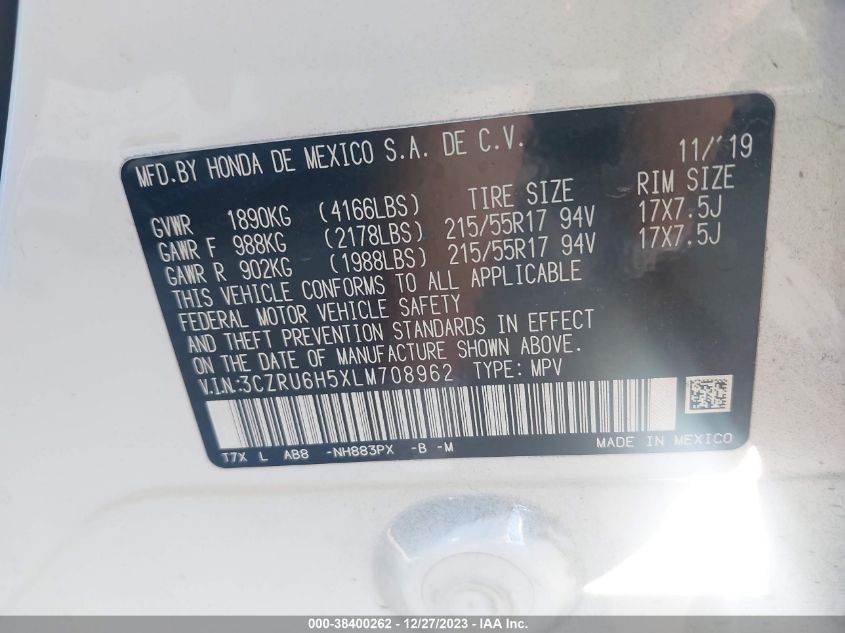 MFD.BY HONDA DE MEXICO S.A. DE C.V. 11/'19
TIRE SIZE RIM SIZE
GVWR 1890KG (4166LBS)
GAWR F 988KG (2178LBS) 215/55R17 94V 17X7.5J
GAWR R 902KG (1988LBS) 215/55R17 94V 17X7.5J
THIS VEHICLE CONFORMS TO ALL APPLICABLE
FEDERAL MOTOR VEHICLE SAFETY
AND THEFT PREVENTION STANDARDS IN EFFECT
ON THE DATE OF MANUFACTURE SHOWN ABOVE.
V.I.N:3CZRU6H5XLM708962 TYPE: MPV
T7X L AB8 -NH883PX -B -M MADE IN MEXICO
000-38400262 - 12/27/2023 - IAA Inc.